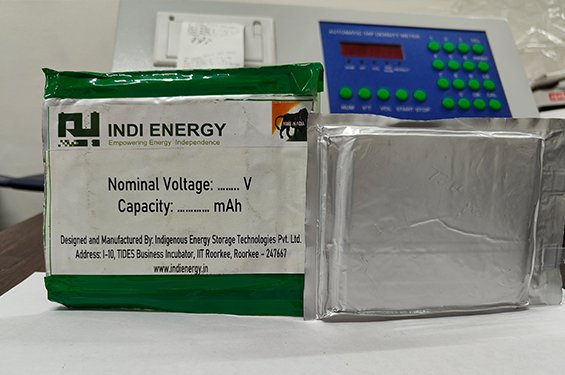 AUTOMATIC TAP DENSITY METER
INDI ENERGY
Empowering Energy Independence
MAKE IN INDIA
Nominal Voltage: ........ V
Capacity: ............ mAh
Designed and Manufactured By: Indigenous Energy Storage Technologies Pvt. Ltd.
Address: I-10, TIDES Business Incubator, IIT Roorkee, Roorkee – 247667
www.indienergy.in
NUM
VOL
START
STOP